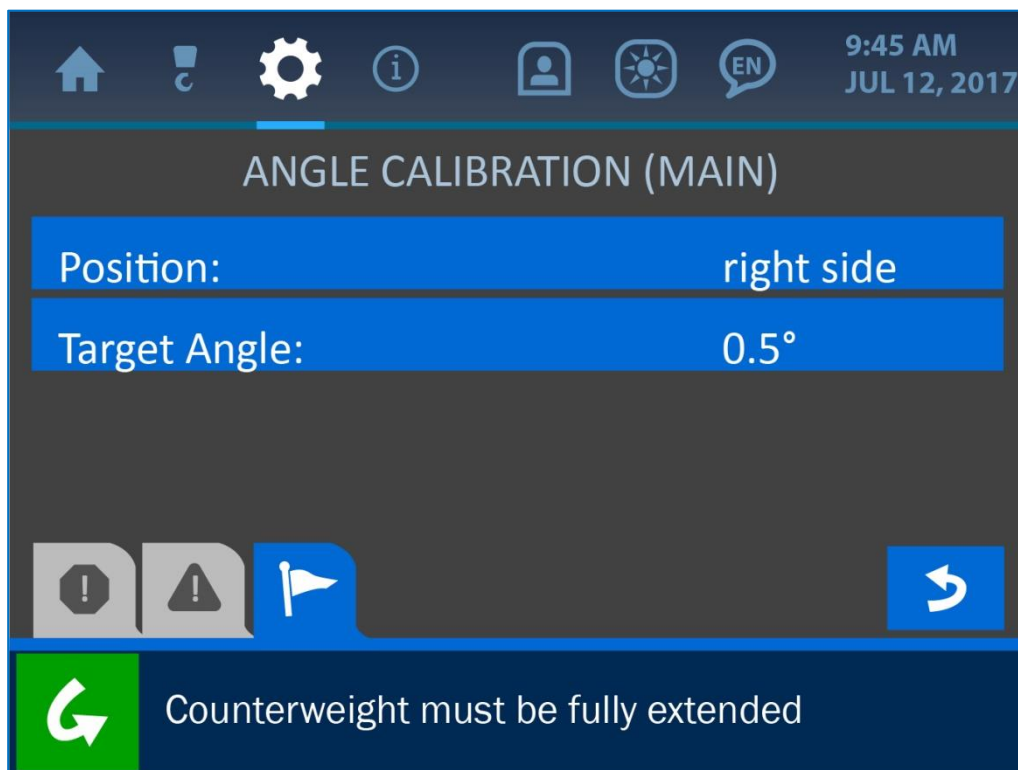 EN
9:45 AM
JUL 12, 2017
ANGLE CALIBRATION (MAIN)
Position: right side
Target Angle: 0.5°
Counterweight must be fully extended